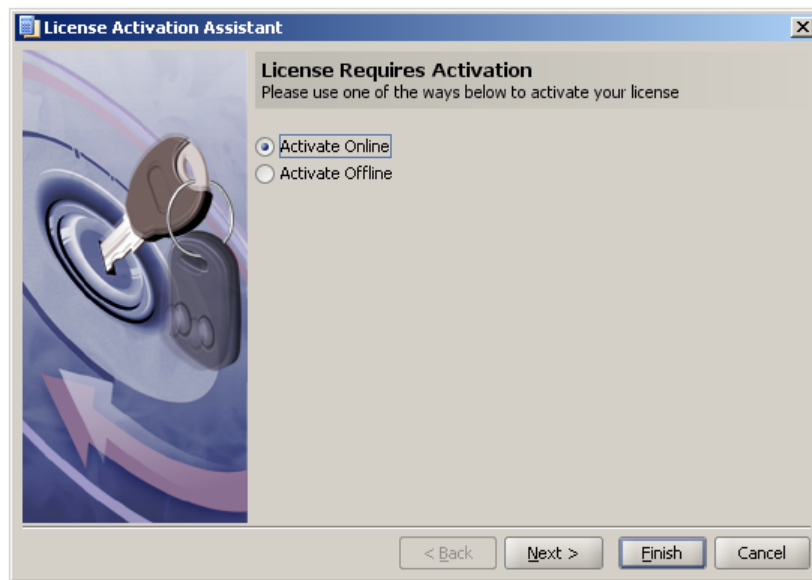 License Activation Assistant
License Requires Activation
Please use one of the ways below to activate your license
Activate Online
Activate Offline
< Back
Next >
Finish
Cancel